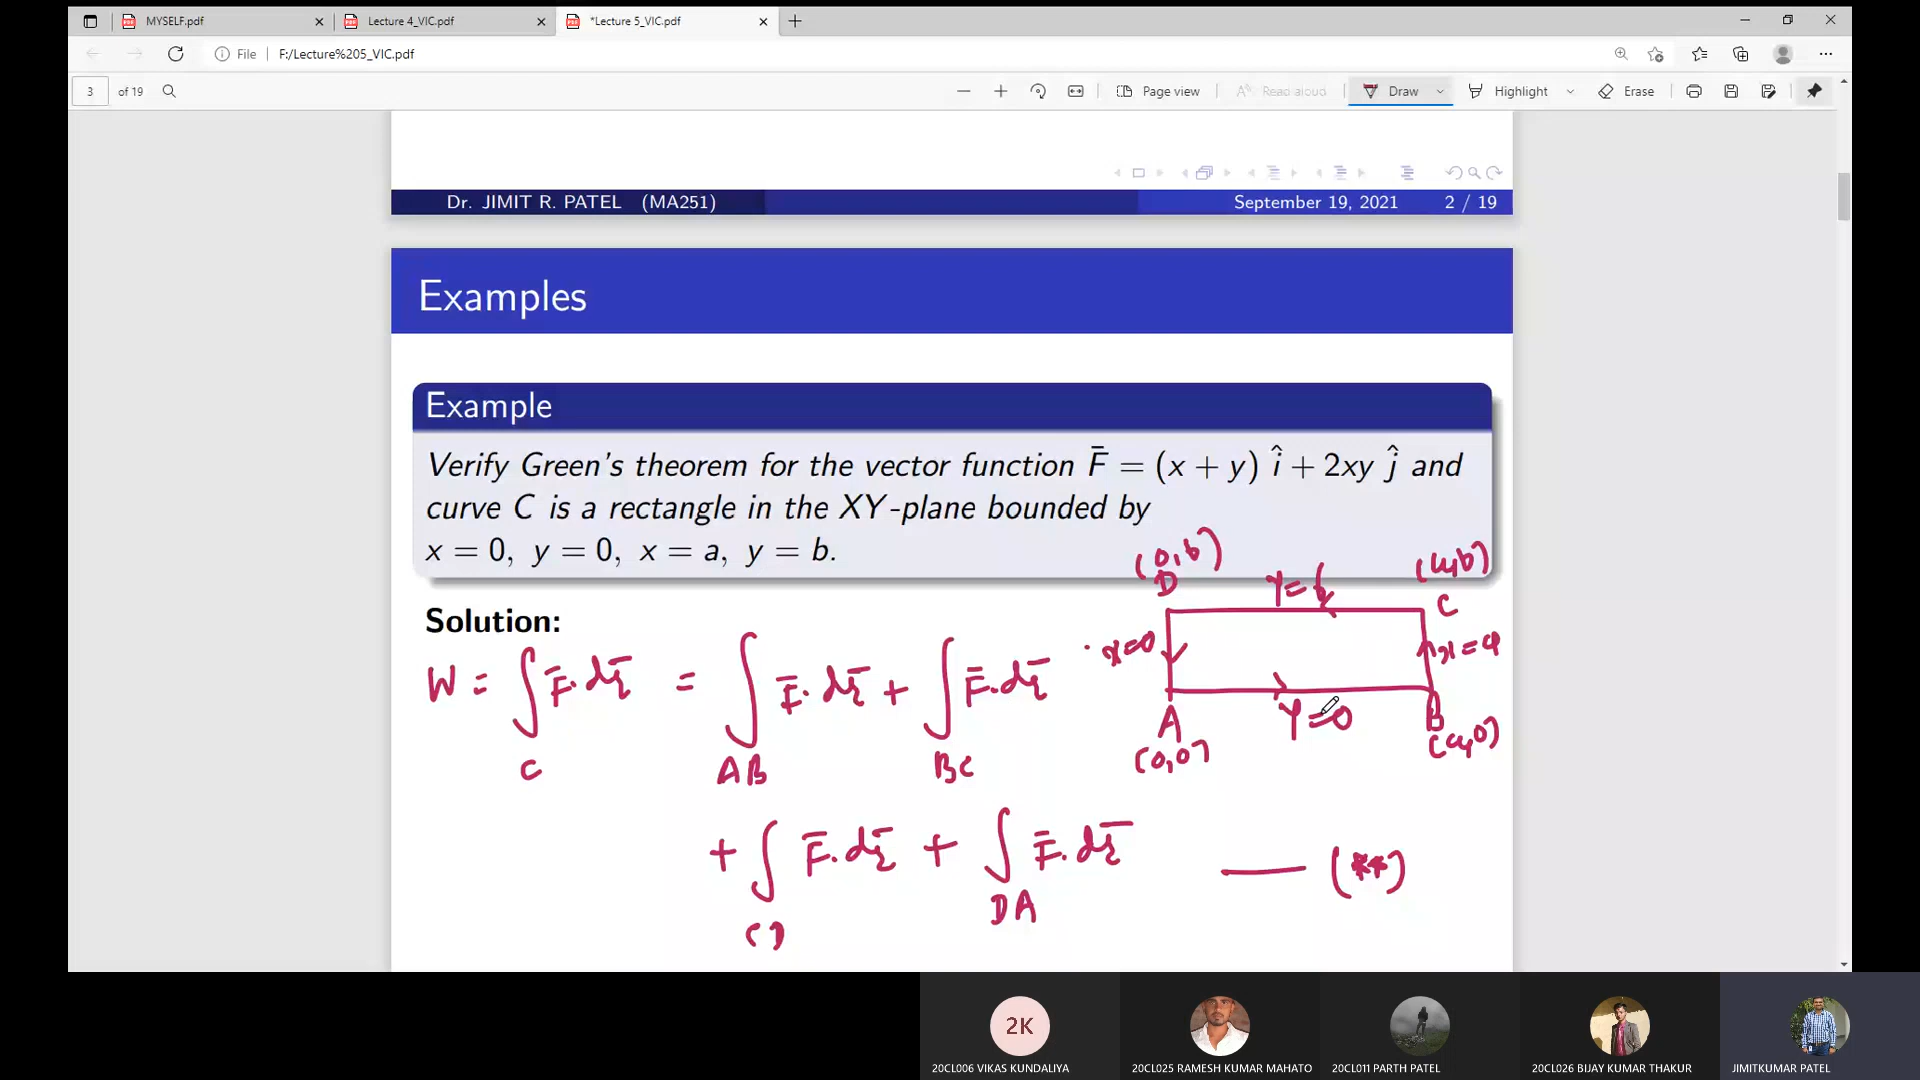 MYSELF.pdf
Lecture 4_VIC.pdf
*Lecture 5_VIC.pdf
File | F:/Lecture%205_VIC.pdf
3 of 19
Page view
Read aloud
Draw
Highlight
Erase
Dr. JIMIT R. PATEL (MA251)
September 19, 2021
2 / 19
Examples
Example
Verify Green's theorem for the vector function F̄ = (x + y) î + 2xy ĵ and
curve C is a rectangle in the XY-plane bounded by
x = 0, y = 0, x = a, y = b.
(0,b)
D
y = b
(a,b)
C
Solution:
x=0
x=a
W = ∫ F̄.dr̄ = ∫ F̄.dr̄ + ∫ F̄.dr̄
C
AB
BC
A
(0,0)
y=0
B
(a,0)
+ ∫ F̄.dr̄ + ∫ F̄.dr̄ —— (**)
CD
DA
2K
20CL006 VIKAS KUNDALIYA
20CL025 RAMESH KUMAR MAHATO
20CL011 PARTH PATEL
20CL026 BIJAY KUMAR THAKUR
JIMITKUMAR PATEL